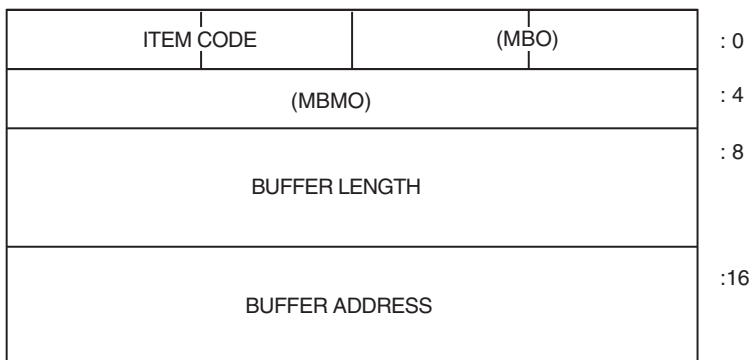 ITEM CODE (MBO) : 0
(MBMO) : 4
: 8
BUFFER LENGTH
:16
BUFFER ADDRESS